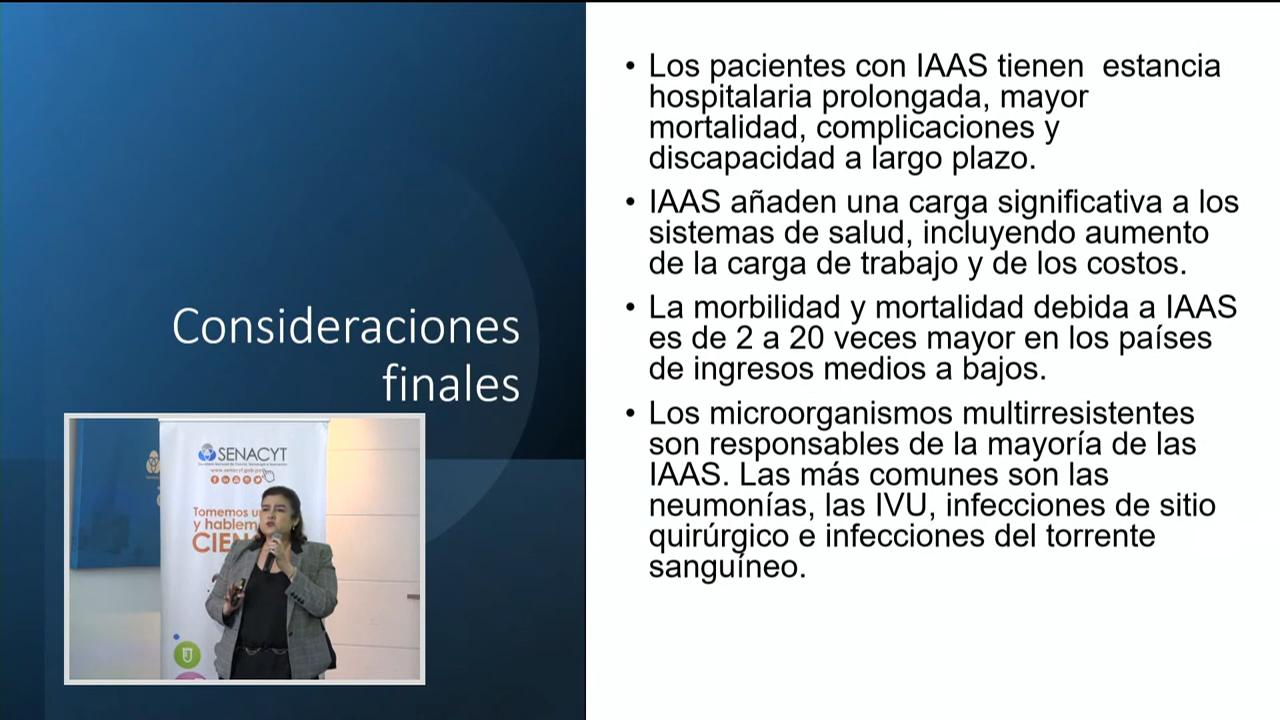 Consideraciones
finales
• Los pacientes con IAAS tienen estancia
hospitalaria prolongada, mayor
mortalidad, complicaciones y
discapacidad a largo plazo.
• IAAS añaden una carga significativa a los
sistemas de salud, incluyendo aumento
de la carga de trabajo y de los costos.
• La morbilidad y mortalidad debida a IAAS
es de 2 a 20 veces mayor en los países
de ingresos medios a bajos.
• Los microorganismos multirresistentes
son responsables de la mayoría de las
IAAS. Las más comunes son las
neumonías, las IVU, infecciones de sitio
quirúrgico e infecciones del torrente
sanguíneo.
SENACYT
Tomemos
y